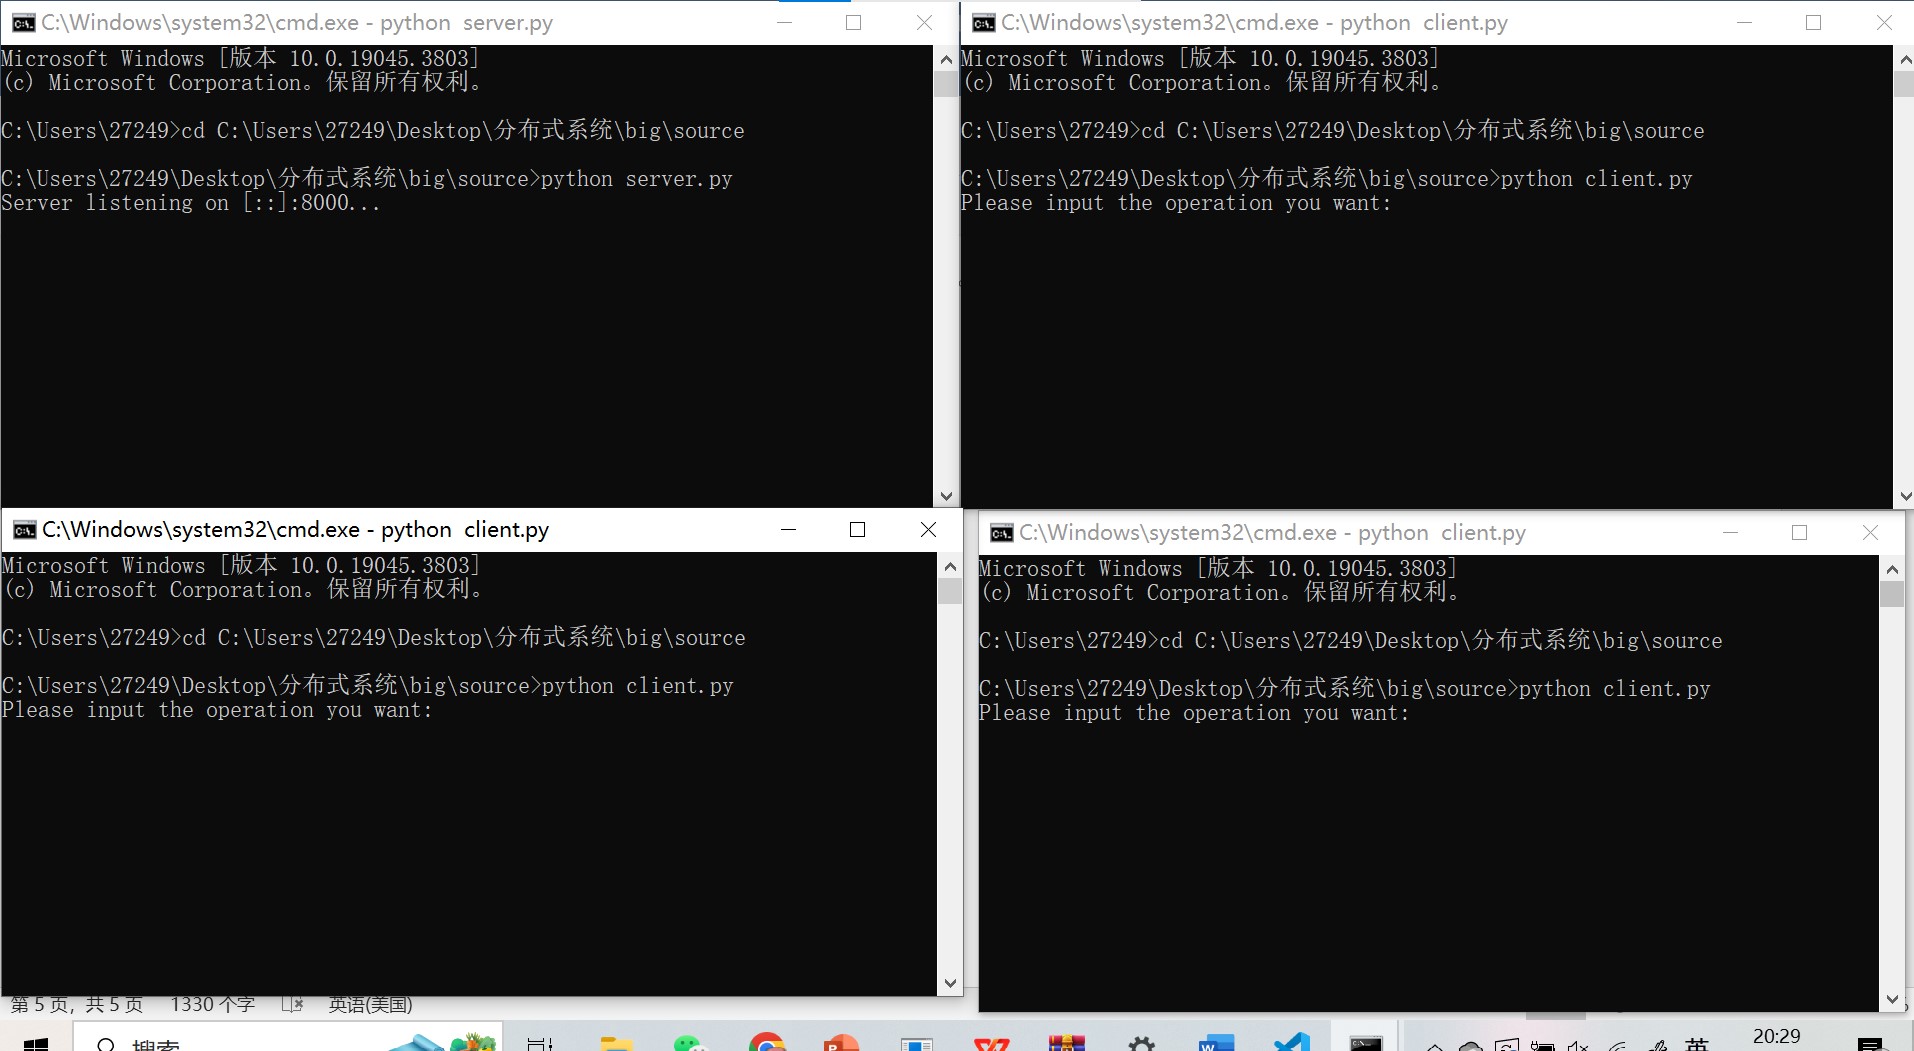 C:\Windows\system32\cmd.exe - python  server.py
Microsoft Windows [版本 10.0.19045.3803]
(c) Microsoft Corporation。保留所有权利。
C:\Users\27249>cd C:\Users\27249\Desktop\分布式系统\big\source
C:\Users\27249\Desktop\分布式系统\big\source>python server.py
Server listening on [::]:8000...
C:\Windows\system32\cmd.exe - python  client.py
Microsoft Windows [版本 10.0.19045.3803]
(c) Microsoft Corporation。保留所有权利。
C:\Users\27249>cd C:\Users\27249\Desktop\分布式系统\big\source
C:\Users\27249\Desktop\分布式系统\big\source>python client.py
Please input the operation you want:
C:\Windows\system32\cmd.exe - python  client.py
Microsoft Windows [版本 10.0.19045.3803]
(c) Microsoft Corporation。保留所有权利。
C:\Users\27249>cd C:\Users\27249\Desktop\分布式系统\big\source
C:\Users\27249\Desktop\分布式系统\big\source>python client.py
Please input the operation you want:
C:\Windows\system32\cmd.exe - python  client.py
Microsoft Windows [版本 10.0.19045.3803]
(c) Microsoft Corporation。保留所有权利。
C:\Users\27249>cd C:\Users\27249\Desktop\分布式系统\big\source
C:\Users\27249\Desktop\分布式系统\big\source>python client.py
Please input the operation you want:
第 5 页，共 5 页 1330 个字 英语(美国)
搜索
英
20:29